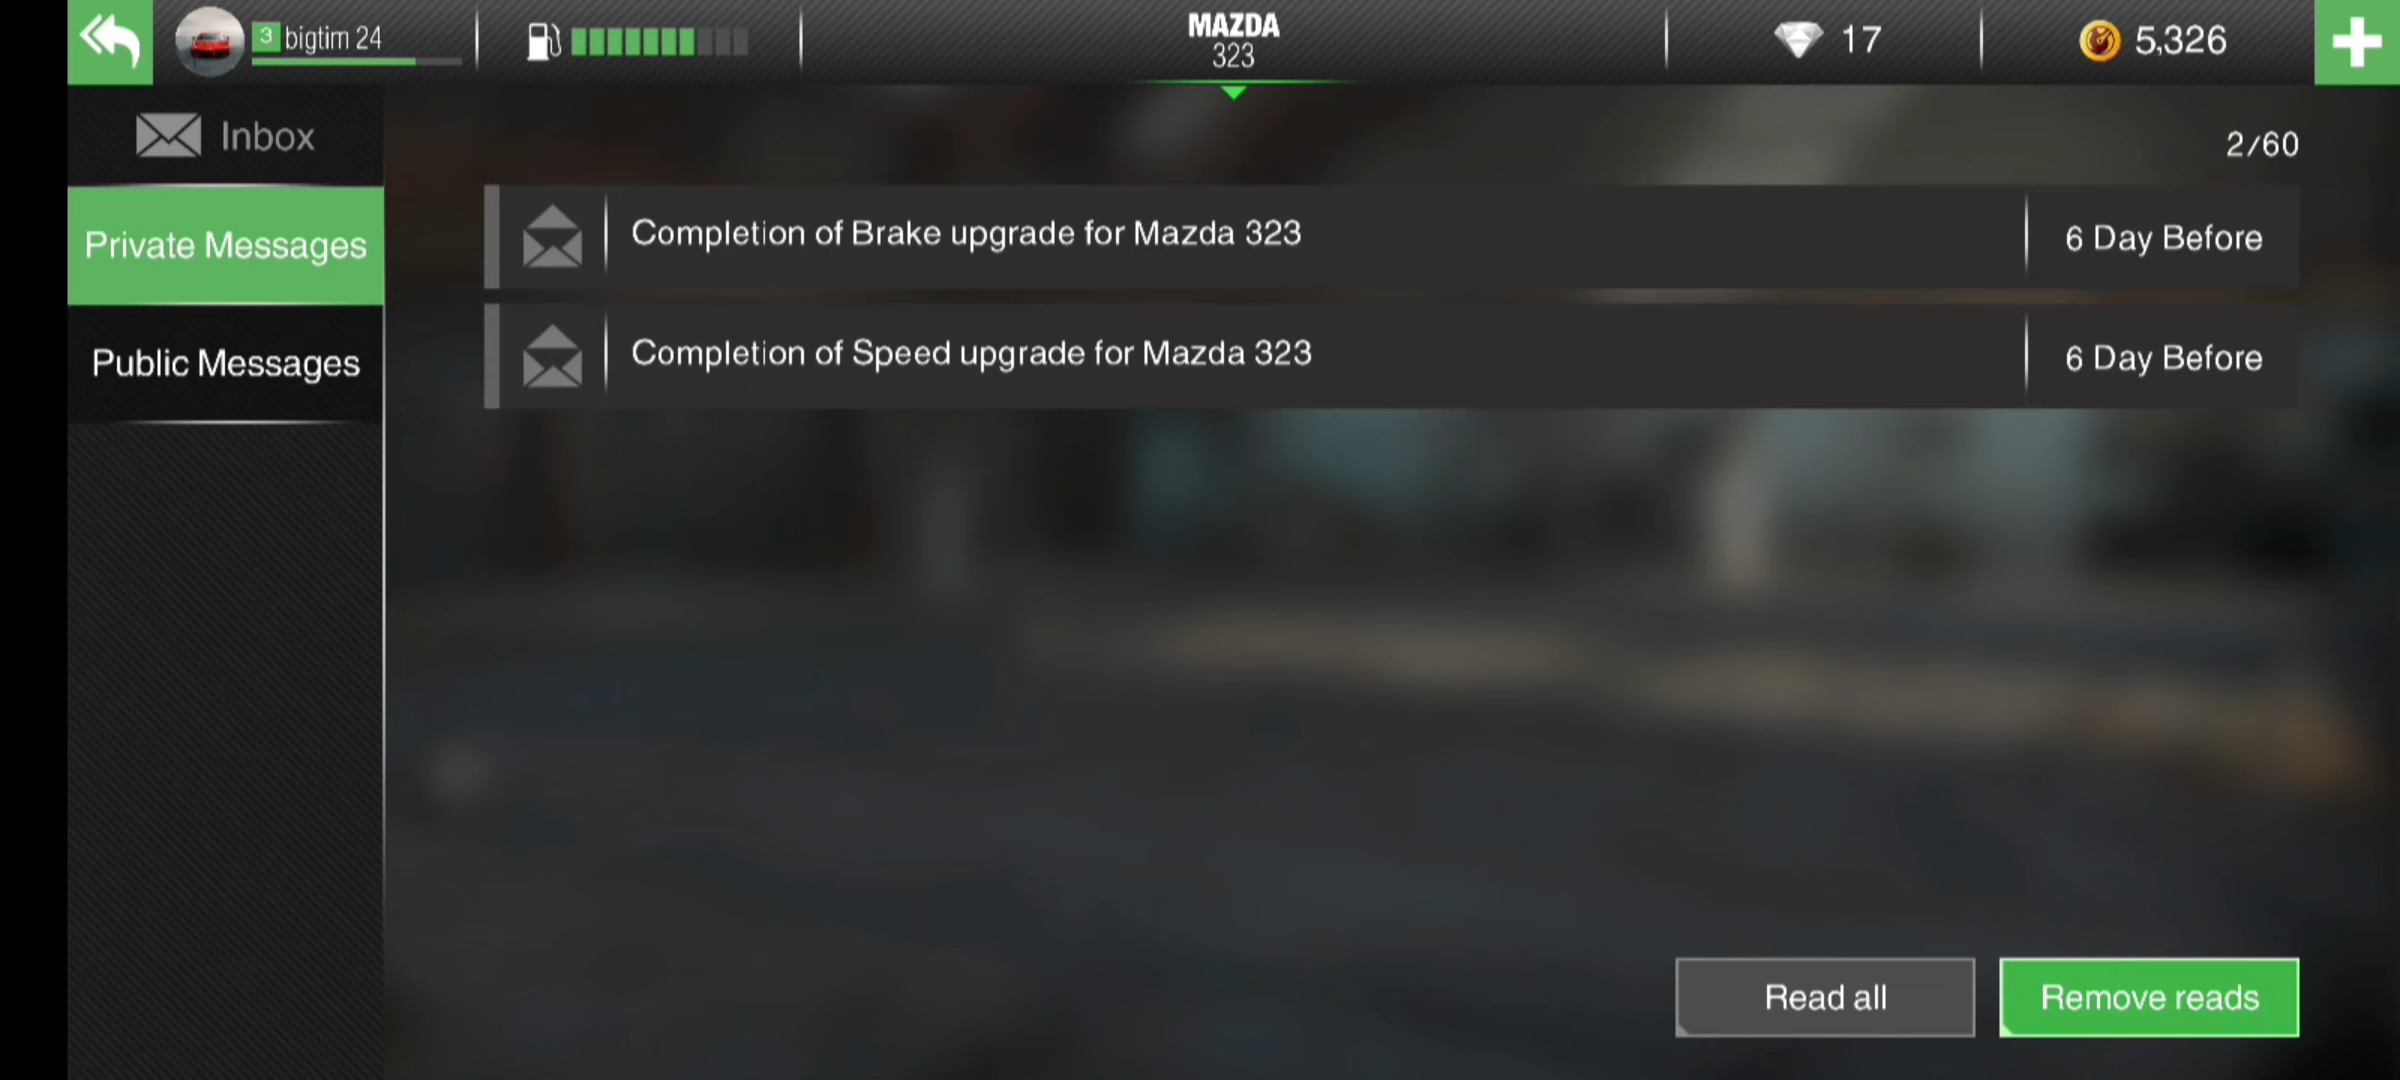 3 bigtim 24
MAZDA
323
17
5,326
Inbox
2/60
Private Messages
Completion of Brake upgrade for Mazda 323
6 Day Before
Public Messages
Completion of Speed upgrade for Mazda 323
6 Day Before
Read all
Remove reads